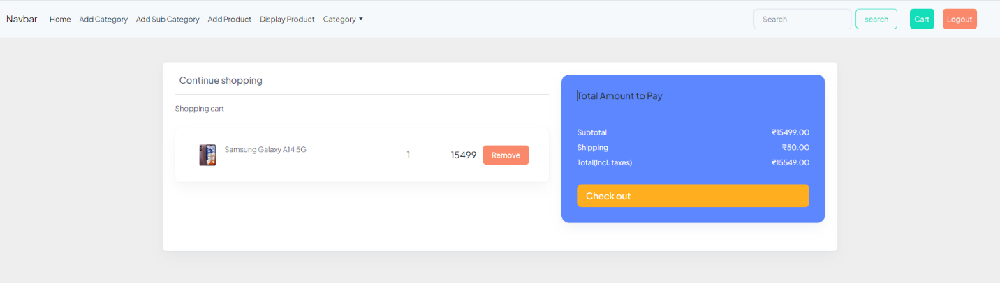 Navbar Home Add Category Add Sub Category Add Product Display Product Category Search search Cart Logout
Continue shopping
Shopping cart
Samsung Galaxy A14 5G 1 15499 Remove
Total Amount to Pay
Subtotal ₹15499.00
Shipping ₹50.00
Total(Incl. taxes) ₹15549.00
Check out